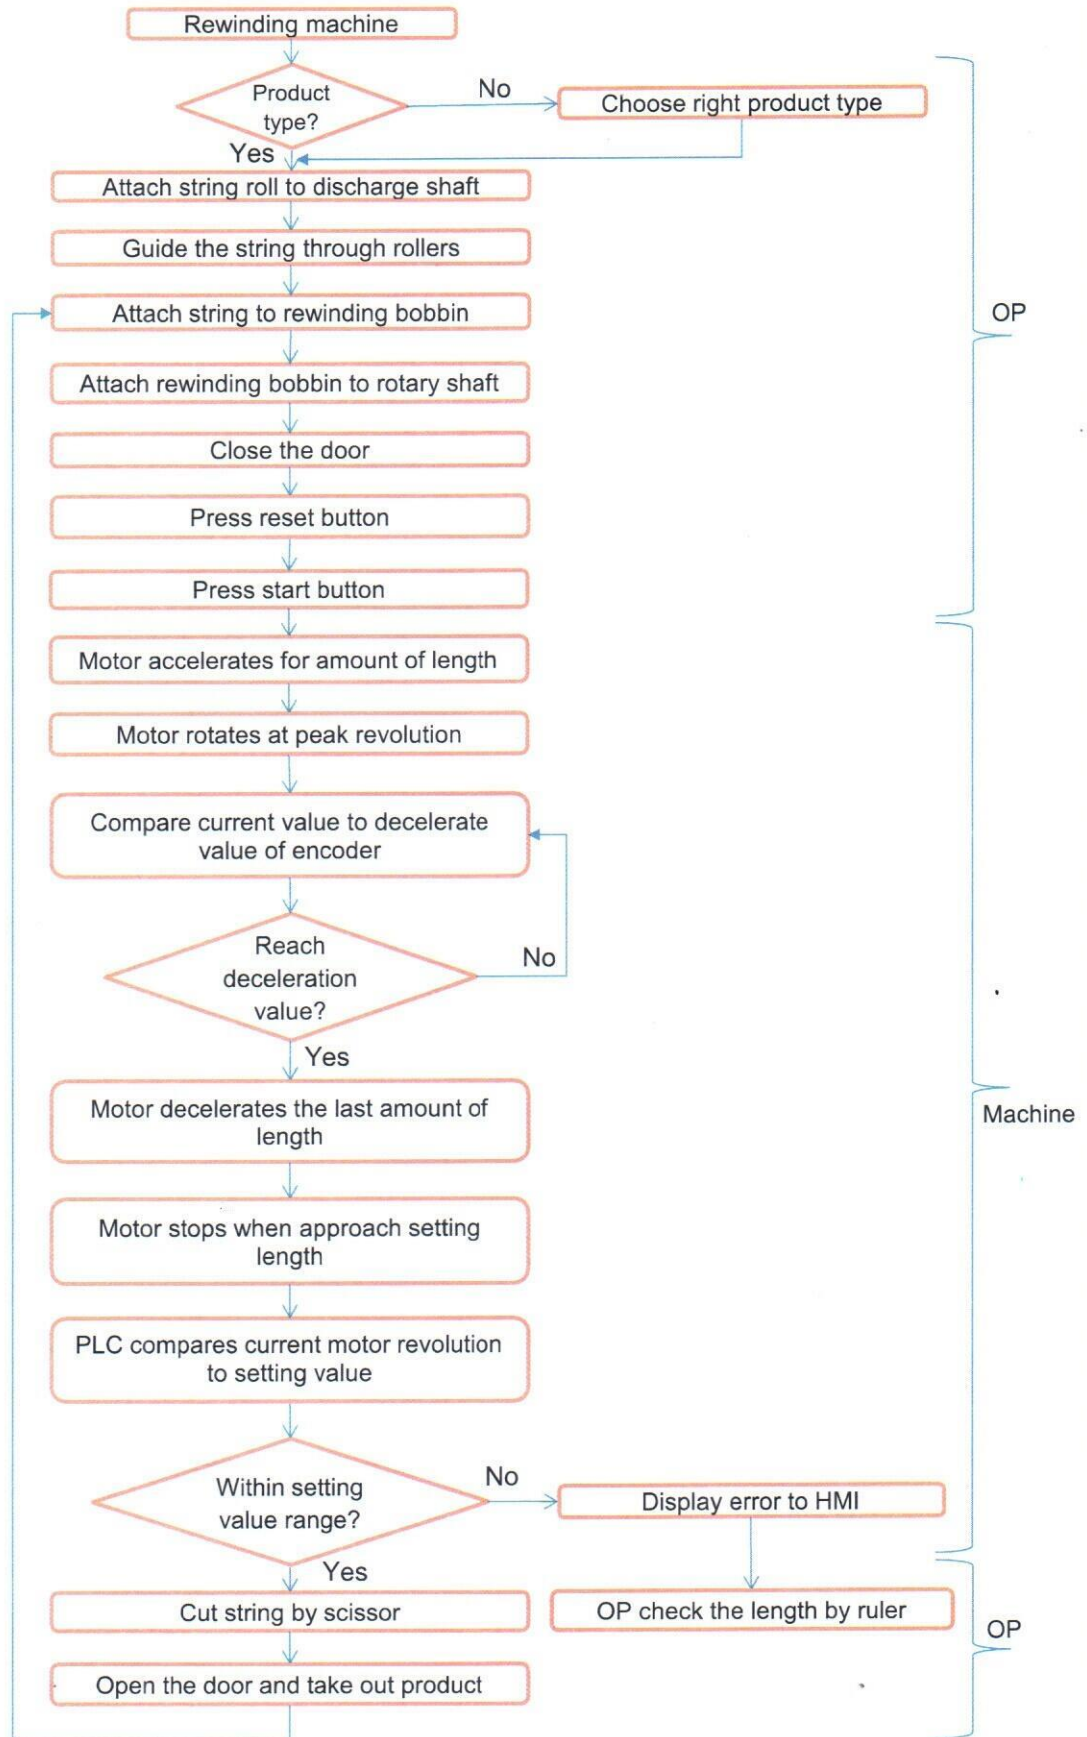 Rewinding machine
Product
type?
No
Choose right product type
Yes
Attach string roll to discharge shaft
Guide the string through rollers
Attach string to rewinding bobbin
OP
Attach rewinding bobbin to rotary shaft
Close the door
Press reset button
Press start button
Motor accelerates for amount of length
Motor rotates at peak revolution
Compare current value to decelerate
value of encoder
Reach
deceleration
value?
No
Yes
Motor decelerates the last amount of
length
Machine
Motor stops when approach setting
length
PLC compares current motor revolution
to setting value
Within setting
value range?
No
Display error to HMI
Yes
Cut string by scissor
OP check the length by ruler
OP
Open the door and take out product